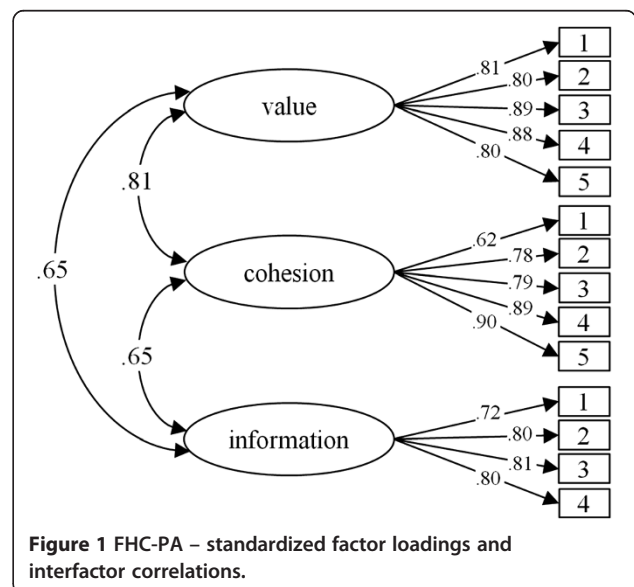 .81 1
.80 2
value .89 3
.88 4
.80 5
.81
.62 1
.78 2
cohesion .79 3
.89 4
.90 5
.65
.65
.72 1
.80 2
information .81 3
.80 4
Figure 1 FHC-PA – standardized factor loadings and
interfactor correlations.